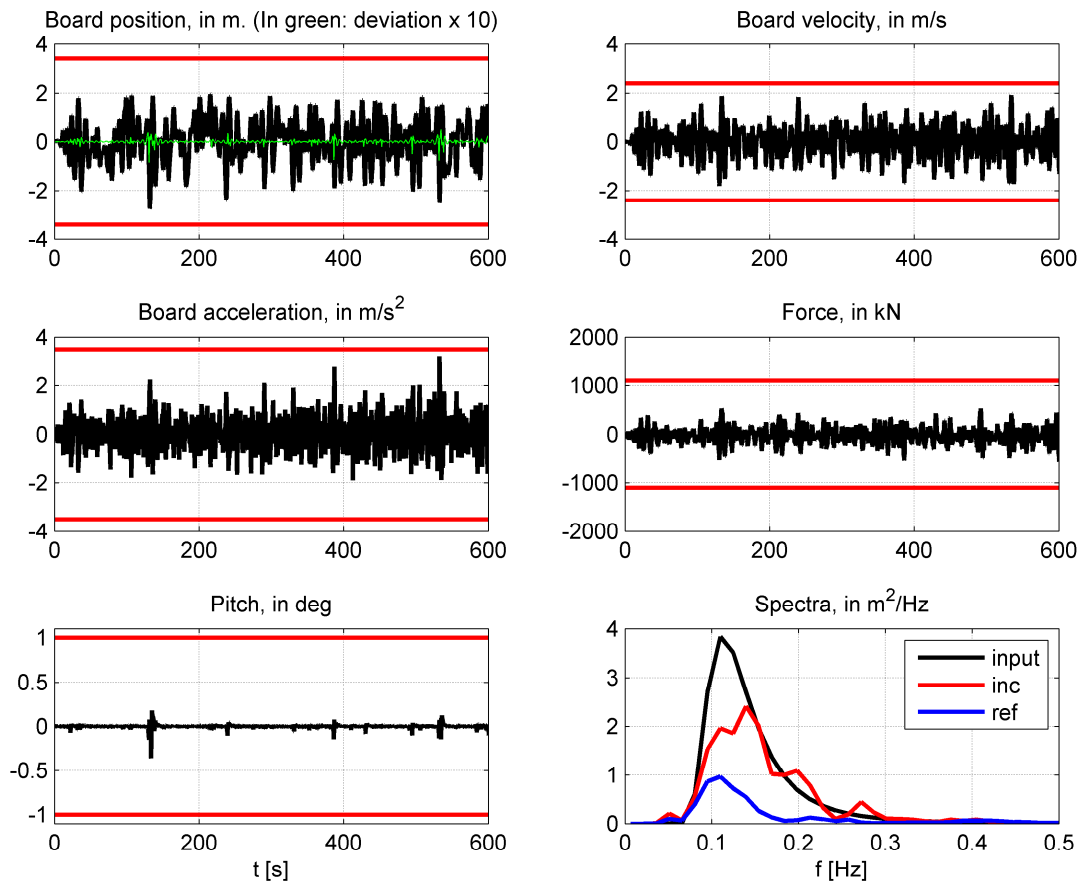 Board position, in m. (In green: deviation x 10)
4
2
0
-2
-4
0 200 400 600
Board velocity, in m/s
4
2
0
-2
-4
0 200 400 600
Board acceleration, in m/s2
4
2
0
-2
-4
0 200 400 600
Force, in kN
2000
1000
0
-1000
-2000
0 200 400 600
Pitch, in deg
1
0.5
0
-0.5
-1
0 200 400 600
t [s]
Spectra, in m2/Hz
4
3
2
1
0
input
inc
ref
0.1 0.2 0.3 0.4 0.5
f [Hz]